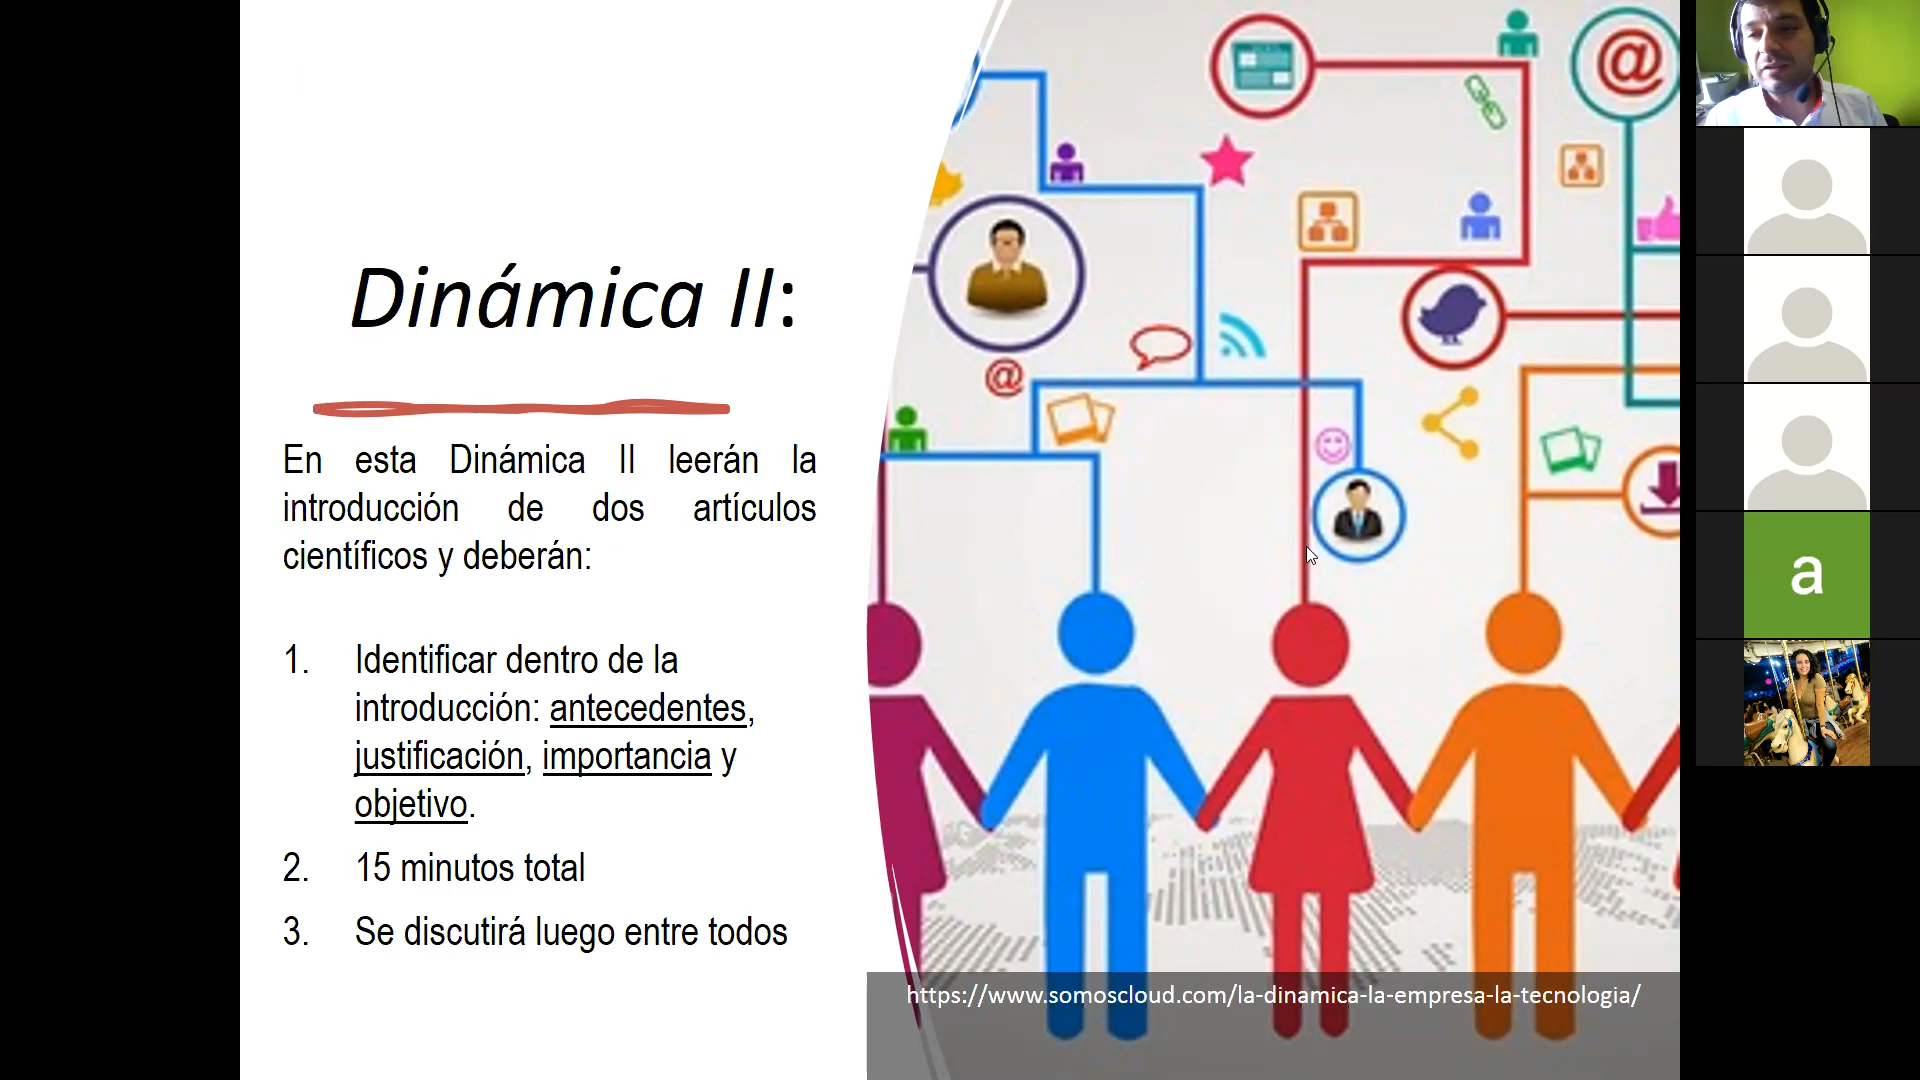 Dinámica II:
En esta Dinámica II leerán la
introducción de dos artículos
científicos y deberán:
1. Identificar dentro de la
introducción: antecedentes,
justificación, importancia y
objetivo.
2. 15 minutos total
3. Se discutirá luego entre todos
@
@
https://www.somoscloud.com/la-dinamica-la-empresa-la-tecnologia/
a